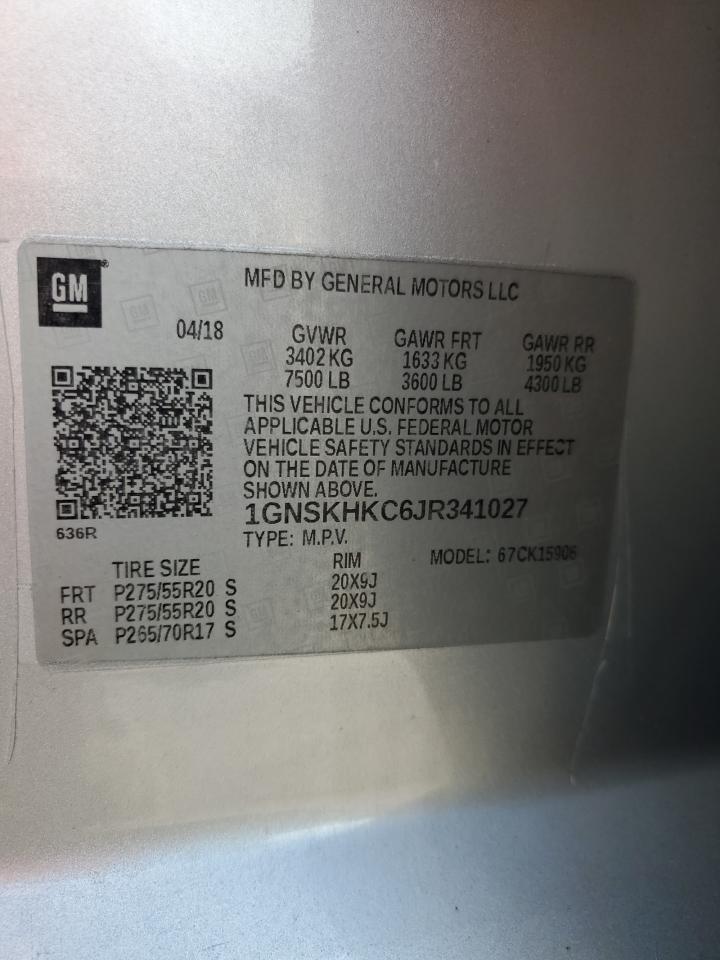 GM
MFD BY GENERAL MOTORS LLC
04/18 GVWR GAWR FRT GAWR RR
3402 KG 1633 KG 1950 KG
7500 LB 3600 LB 4300 LB
THIS VEHICLE CONFORMS TO ALL
APPLICABLE U.S. FEDERAL MOTOR
VEHICLE SAFETY STANDARDS IN EFFECT
ON THE DATE OF MANUFACTURE
SHOWN ABOVE.
1GNSKHKC6JR341027
636R
TYPE: M.P.V. MODEL: 67CK15906
TIRE SIZE RIM
FRT P275/55R20 S 20X9J
RR P275/55R20 S 20X9J
SPA P265/70R17 S 17X7.5J